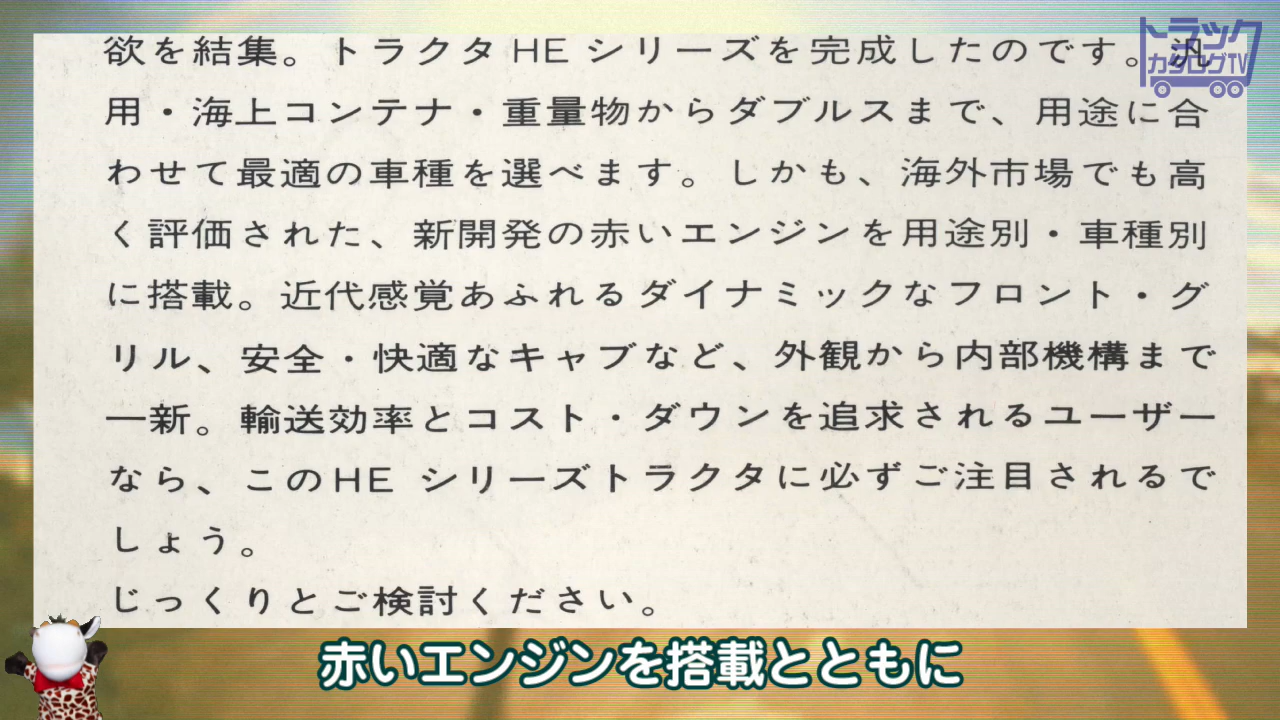 欲を結集。トラクタHE シリーズを完成したのです。汎
用・海上コンテナ・重量物からダブルスまで、用途に合
わせて最適の車種を選べます。しかも、海外市場でも高
く評価された、新開発の赤いエンジンを用途別・車種別
に搭載。近代感覚あふれるダイナミックなフロント・グ
リル、安全・快適なキャブなど、外観から内部機構まで
一新。輸送効率とコスト・ダウンを追求されるユーザー
なら、このHE シリーズトラクタに必ずご注目されるで
しょう。
じっくりとご検討ください。
トラック
カタログTV
赤いエンジンを搭載とともに